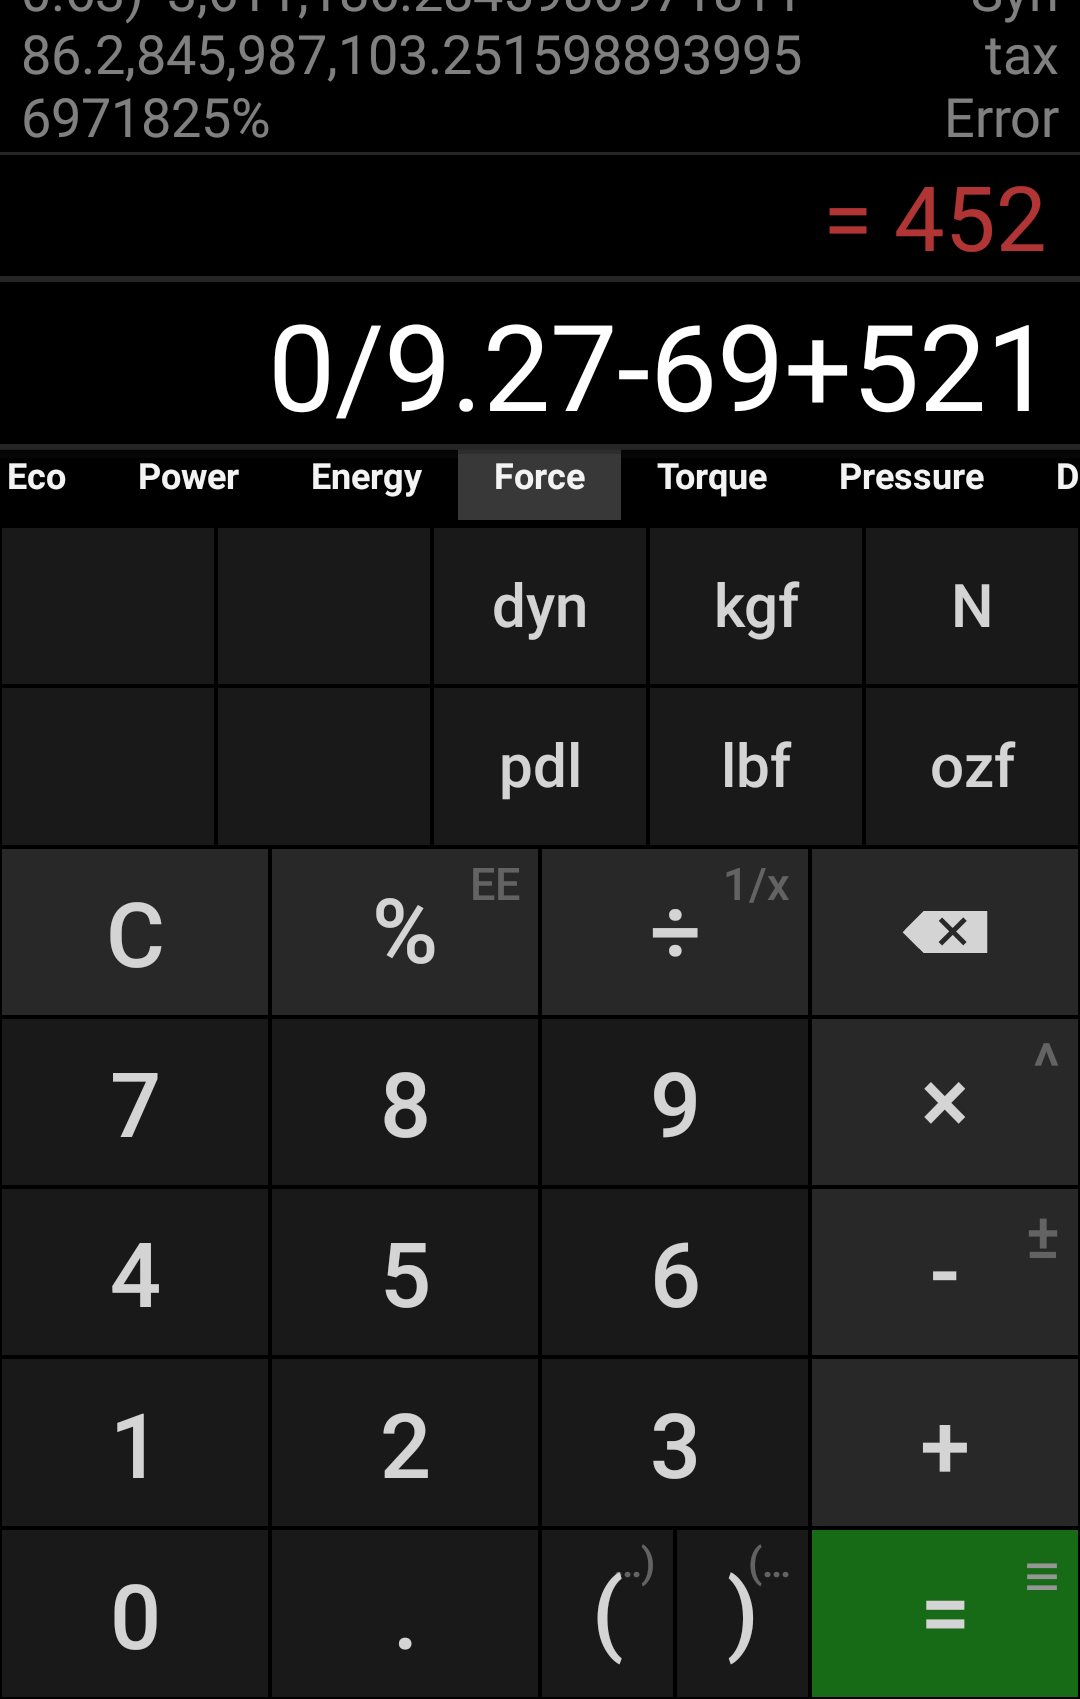 86.2,845,987,103.251598893995 tax
6971825% Error
= 452
0/9.27-69+521
Eco Power Energy Force Torque Pressure D
dyn kgf N
pdl lbf ozf
C % EE ÷ 1/x
7 8 9 × ^
4 5 6 - ±
1 2 3 +
0 . ( ..) ) (... = ≡